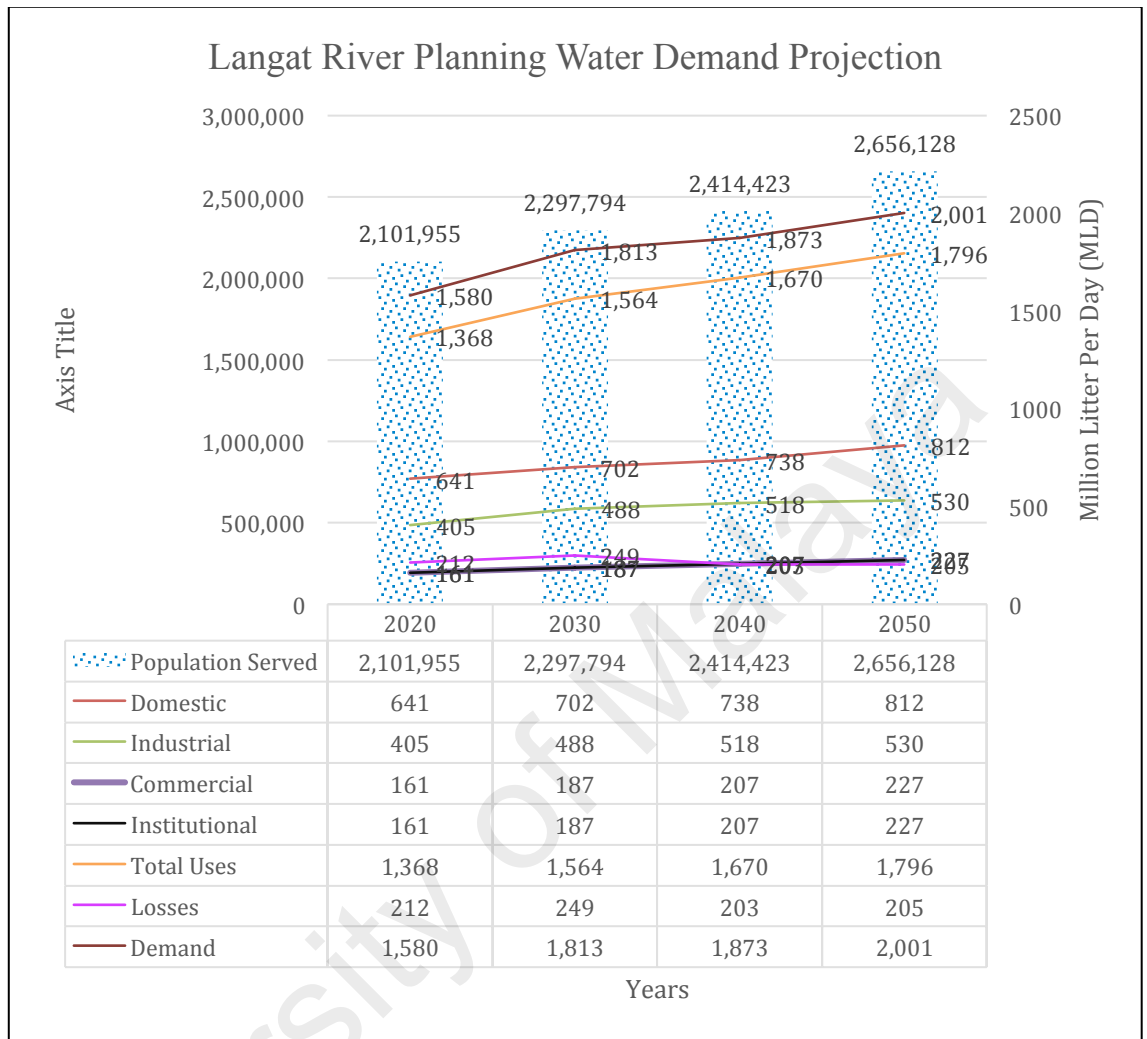 Langat River Planning Water Demand Projection
3,000,000
2,500,000
2,000,000
1,500,000
1,000,000
500,000
0
Axis Title
2500
2000
1500
1000
500
0
Million Litter Per Day (MLD)
2,101,955
2,297,794
2,414,423
2,656,128
1,580
1,813
1,873
2,001
1,368
1,564
1,670
1,796
641
702
738
812
405
488
518
530
212
249
203
205
161
187
207
227
2020 2030 2040 2050
Population Served 2,101,955 2,297,794 2,414,423 2,656,128
Domestic 641 702 738 812
Industrial 405 488 518 530
Commercial 161 187 207 227
Institutional 161 187 207 227
Total Uses 1,368 1,564 1,670 1,796
Losses 212 249 203 205
Demand 1,580 1,813 1,873 2,001
Years
rsity of Malaya